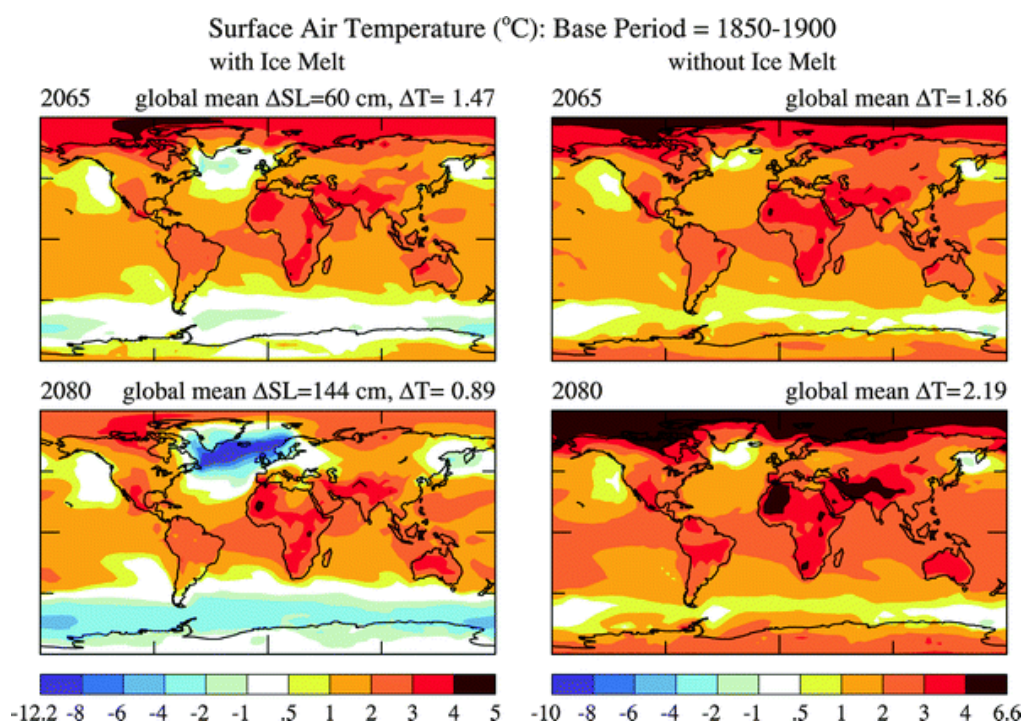 Surface Air Temperature (°C): Base Period = 1850-1900
with Ice Melt without Ice Melt
2065 global mean ΔSL=60 cm, ΔT= 1.47 2065 global mean ΔT=1.86
2080 global mean ΔSL=144 cm, ΔT= 0.89 2080 global mean ΔT=2.19
-12.2 -8 -6 -4 -2 -1 .5 1 2 3 4 5 -10 -8 -6 -4 -2 -1 .5 1 2 3 4 6.6